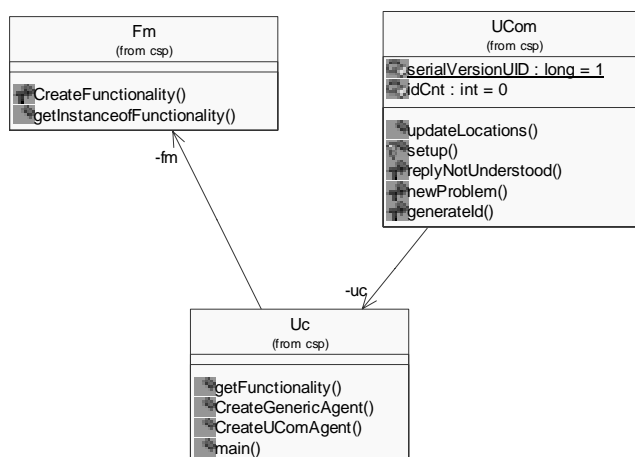 Fm
(from csp)
CreateFunctionality()
getInstanceofFunctionality()
-fm
UCom
(from csp)
serialVersionUID : long = 1
idCnt : int = 0
updateLocations()
setup()
replyNotUnderstood()
newProblem()
generateId()
-uc
Uc
(from csp)
getFunctionality()
CreateGenericAgent()
CreateUComAgent()
main()